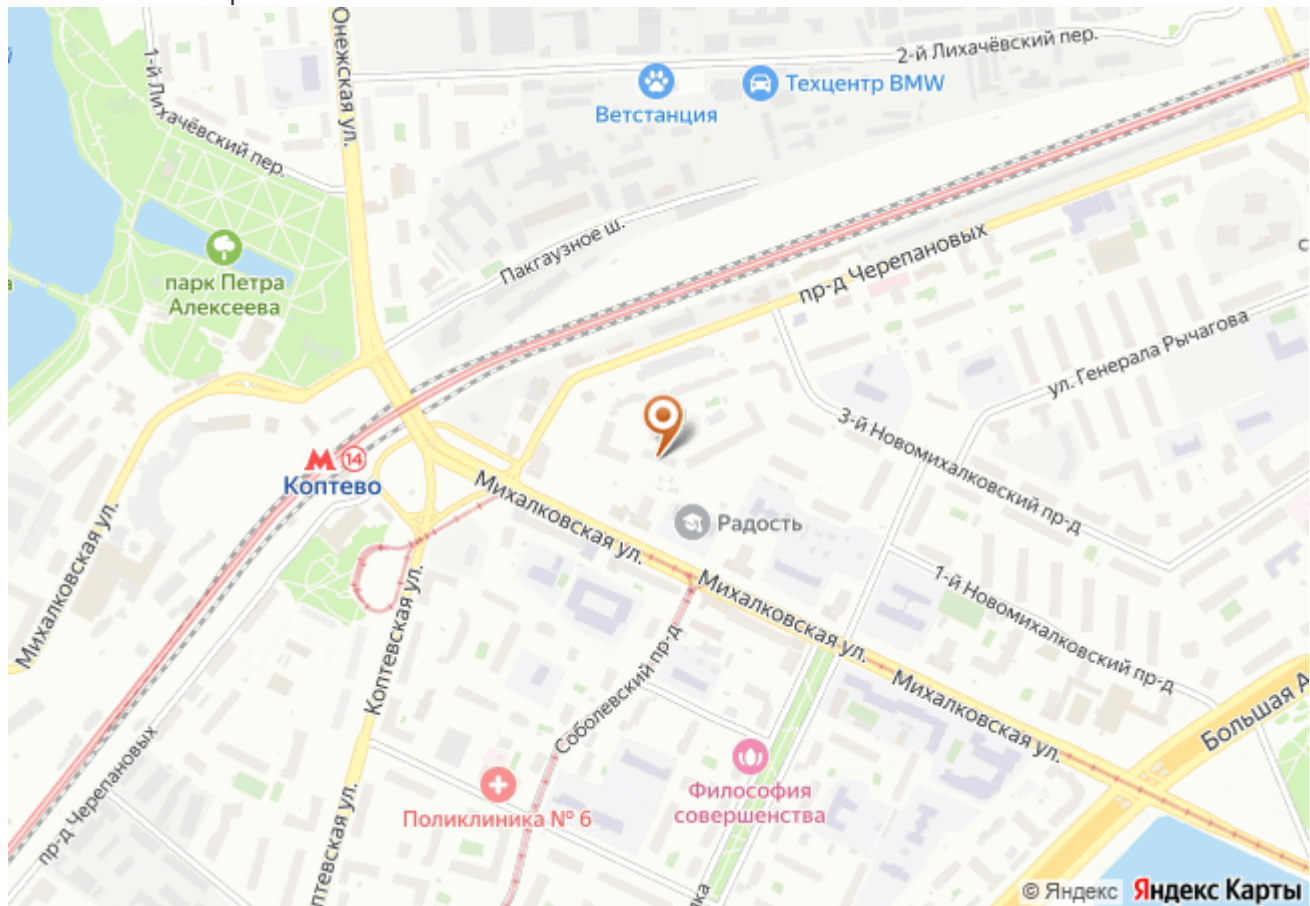 Онежская ул.
1-й Лихачёвский пер.
2-й Лихачёвский пер.
Ветстанция
Техцентр BMW
парк Петра
Алексеева
Пакгаузное ш.
пр-д Черепановых
ул. Генерала Рычагова
3-й Новомихалковский пр-д
14
Коптево
Михалковская ул.
Михалковская ул.
Радость
1-й Новомихалковский пр-д
Михалковская ул.
Михалковская ул.
Коптевская ул.
Соболевский пр-д
Большая А
пр-д Черепановых
Поликлиника № 6
Философия
совершенства
птевская ул.
© Яндекс Яндекс Карты